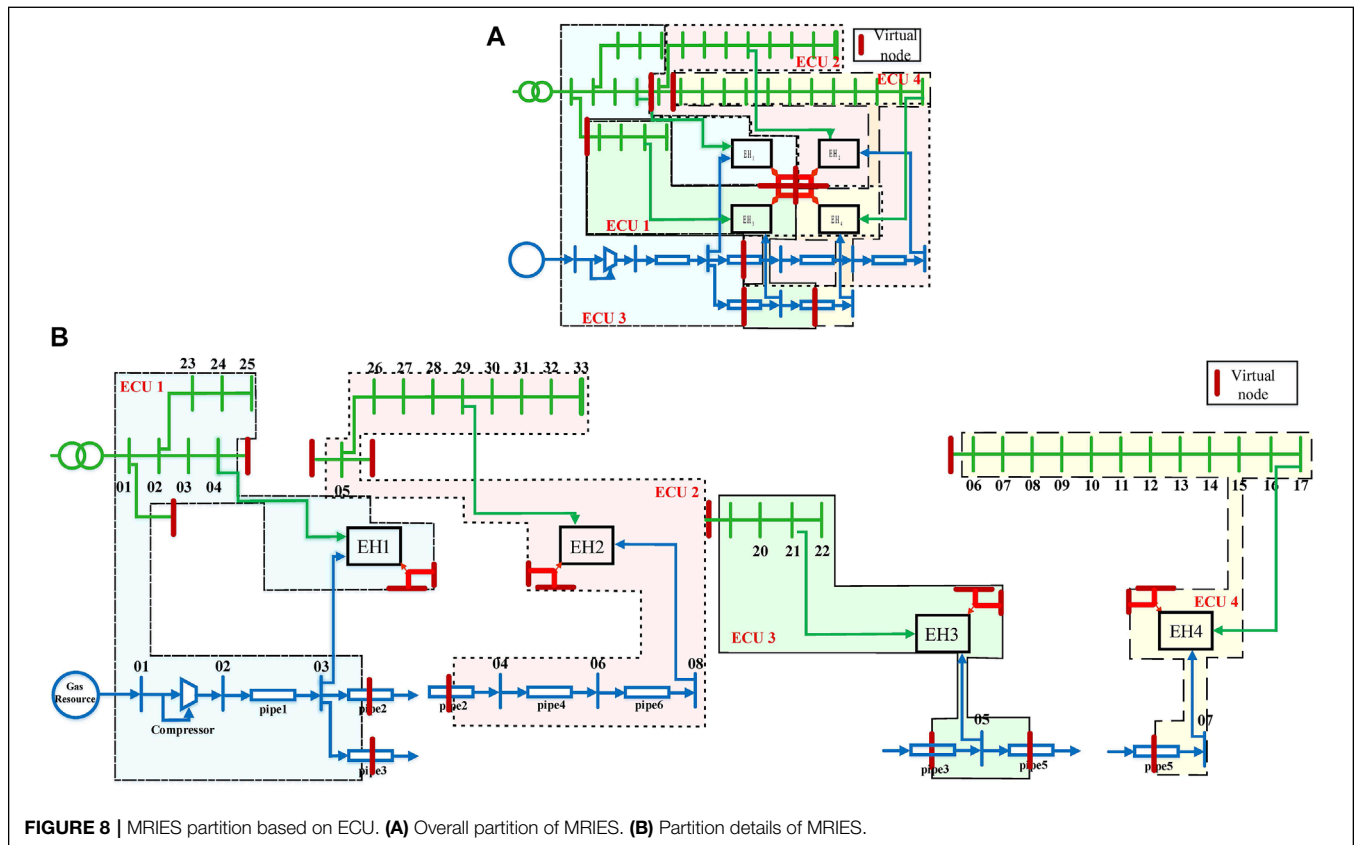 A
Virtual
node
ECU 2
ECU 4
EH1
EH2
ECU 1
EH3
EH4
ECU 3
B
23 24 25
ECU 1
01 02 03 04
EH1
01 02 03
Gas
Resource
Compressor
pipe1
pipe2
pipe3
26 27 28 29 30 31 32 33
05
ECU 2
EH2
04 06 08
pipe2
pipe4
pipe6
20 21 22
ECU 3
EH3
05
pipe3
pipe5
Virtual
node
06 07 08 09 10 11 12 13 14 15 16 17
ECU 4
EH4
07
pipe5
FIGURE 8 | MRIES partition based on ECU. (A) Overall partition of MRIES. (B) Partition details of MRIES.